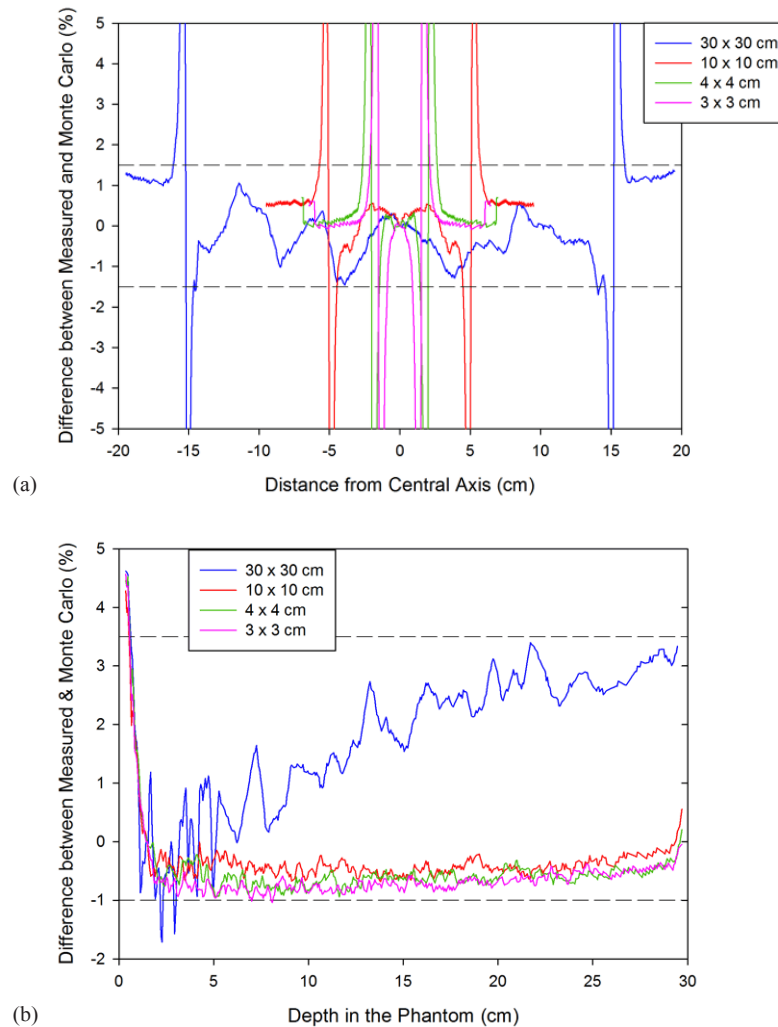 5
4
3
2
1
0
-1
-2
-3
-4
-5
Difference between Measured and Monte Carlo (%)
30 x 30 cm
10 x 10 cm
4 x 4 cm
3 x 3 cm
-20 -15 -10 -5 0 5 10 15 20
(a)
Distance from Central Axis (cm)
5
4
3
2
1
0
-1
-2
Difference between Measured & Monte Carlo (%)
30 x 30 cm
10 x 10 cm
4 x 4 cm
3 x 3 cm
0 5 10 15 20 25 30
(b)
Depth in the Phantom (cm)